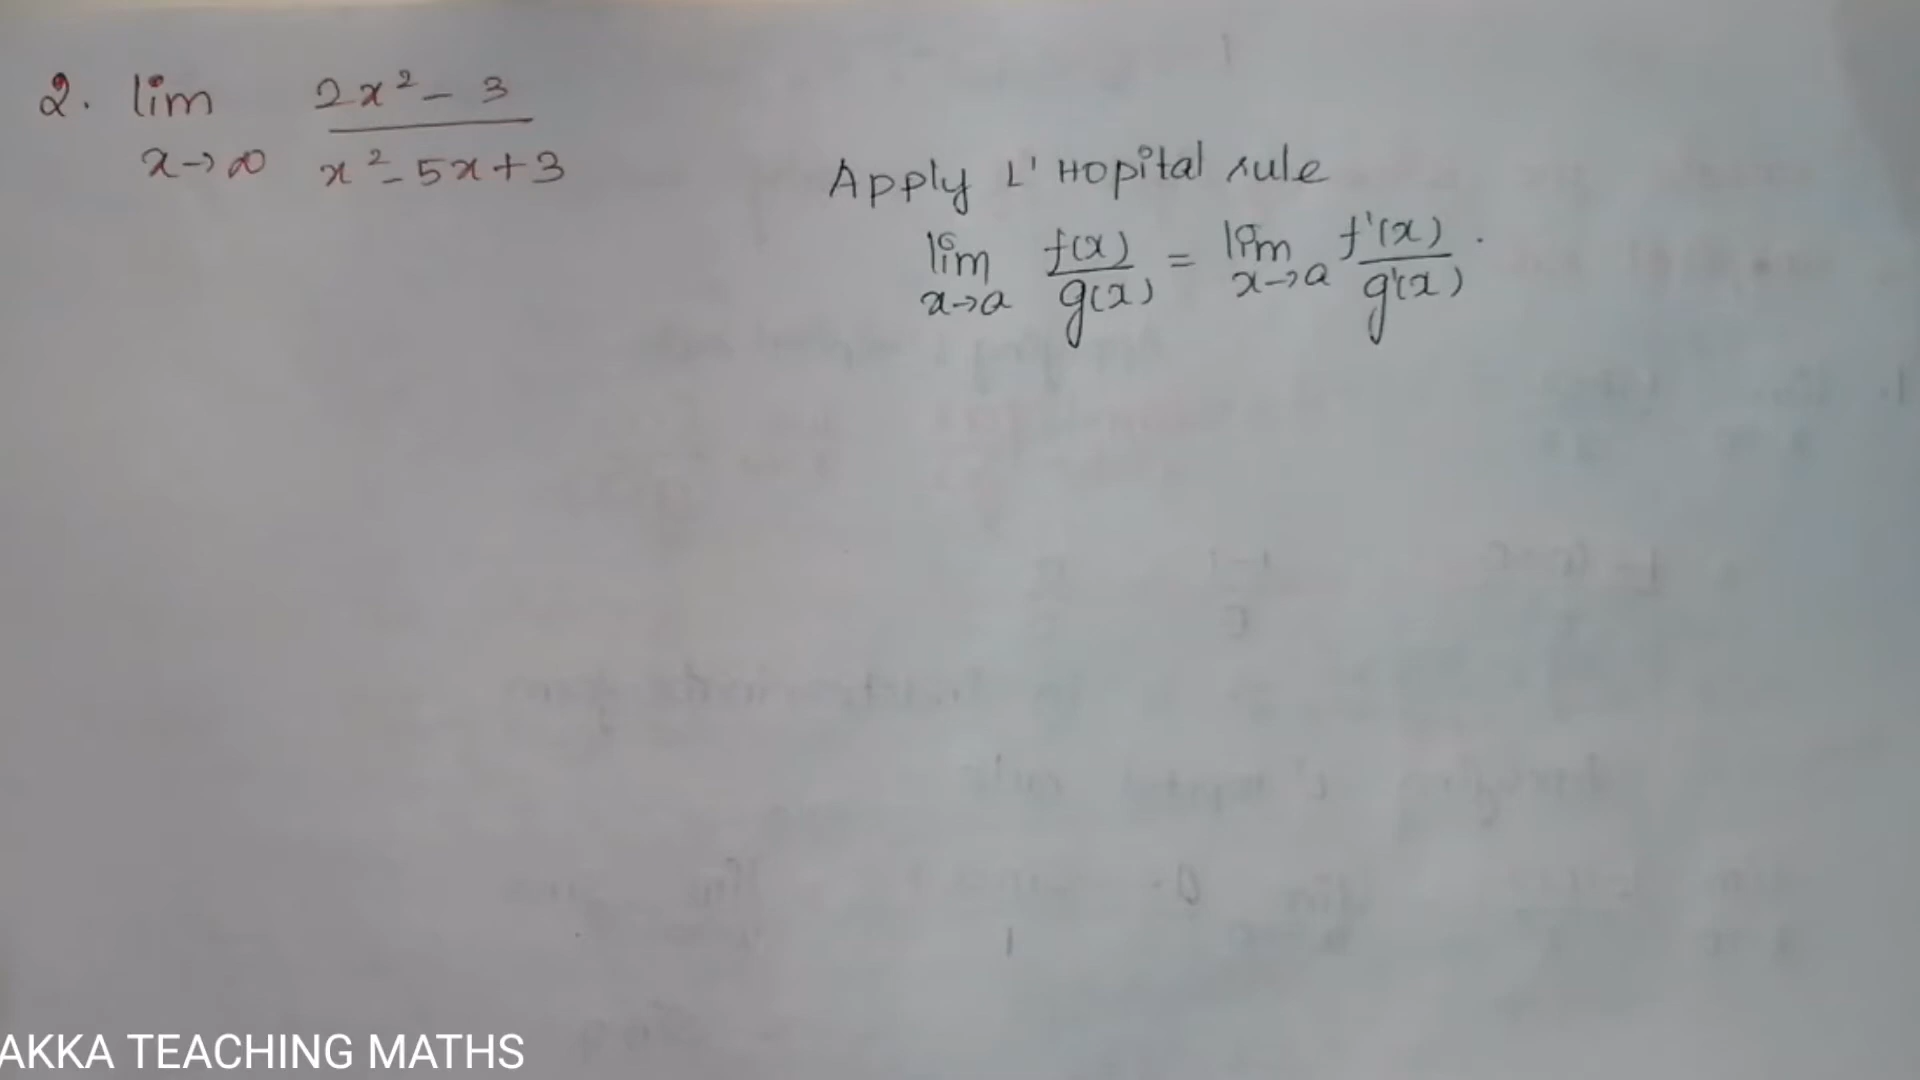 2. lim 2x² - 3
x→∞ x² - 5x + 3
Apply L' Hopital rule
lim f(x) = lim f'(x) .
x→a g(x) x→a g'(x)
AKKA TEACHING MATHS